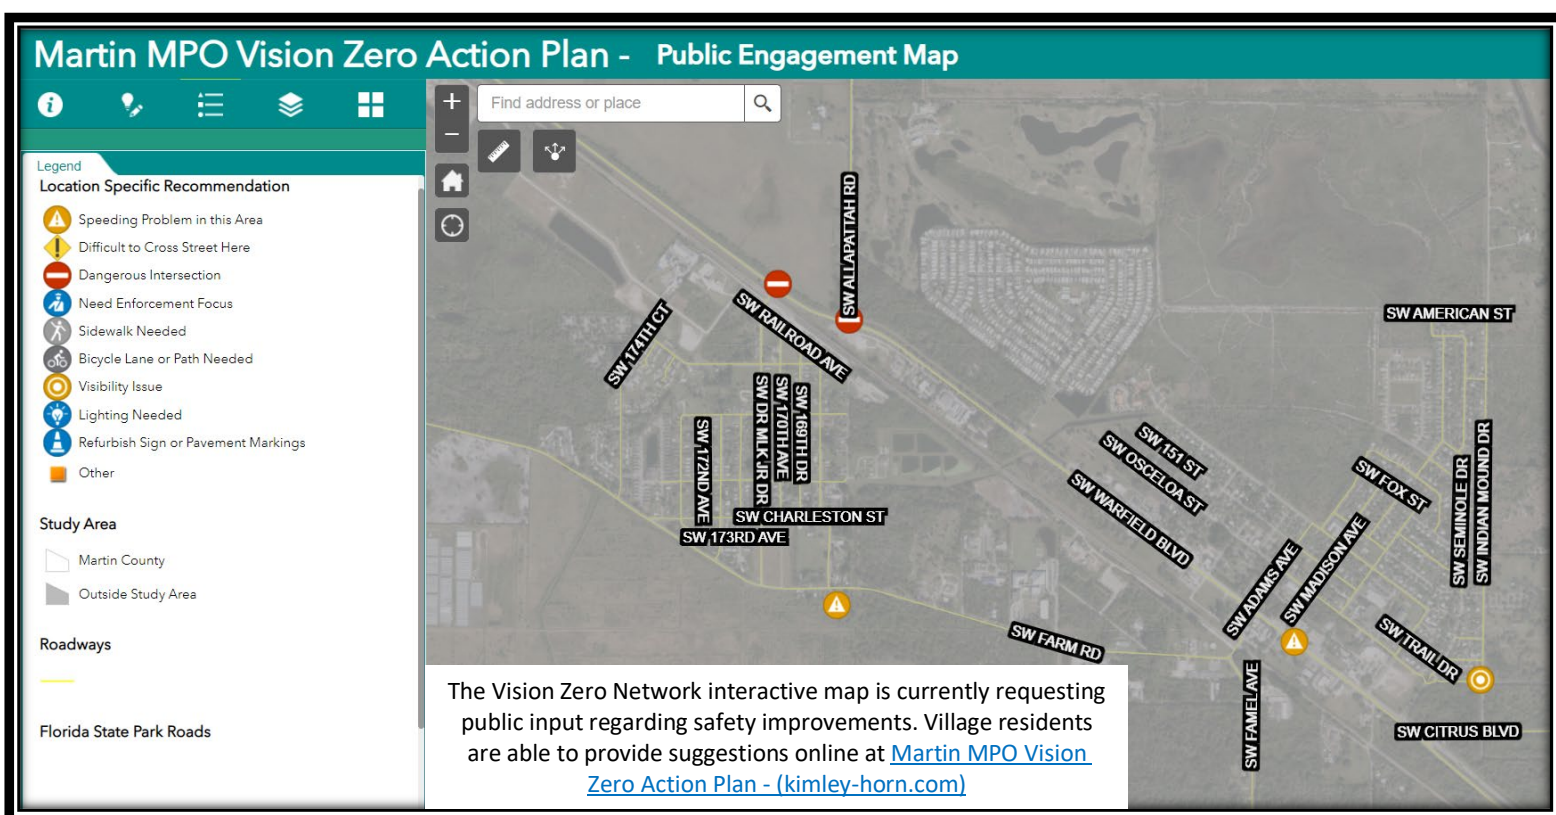 Martin MPO Vision Zero Action Plan - Public Engagement Map
Find address or place
Legend
Location Specific Recommendation
Speeding Problem in this Area
Difficult to Cross Street Here
Dangerous Intersection
Need Enforcement Focus
Sidewalk Needed
Bicycle Lane or Path Needed
Visibility Issue
Lighting Needed
Refurbish Sign or Pavement Markings
Other
Study Area
Martin County
Outside Study Area
Roadways
Florida State Park Roads
SW ALLAPATTAH RD
SW RAILROAD AVE
SW 174TH CT
SW AMERICAN ST
SW 172ND AVE
SW DR MLK JR DR
SW 170TH AVE
SW 169TH DR
SW CHARLESTON ST
SW 173RD AVE
SW 151 ST
SW OSCELOA ST
SW WARFIELD BLVD
SW FOX ST
SW SEMINOLE DR
SW INDIAN MOUND DR
SW ADAMS AVE
SW MADISON AVE
SW TRAIL DR
SW FARM RD
SW FAMEL AVE
SW CITRUS BLVD
The Vision Zero Network interactive map is currently requesting
public input regarding safety improvements. Village residents
are able to provide suggestions online at Martin MPO Vision
Zero Action Plan - (kimley-horn.com)